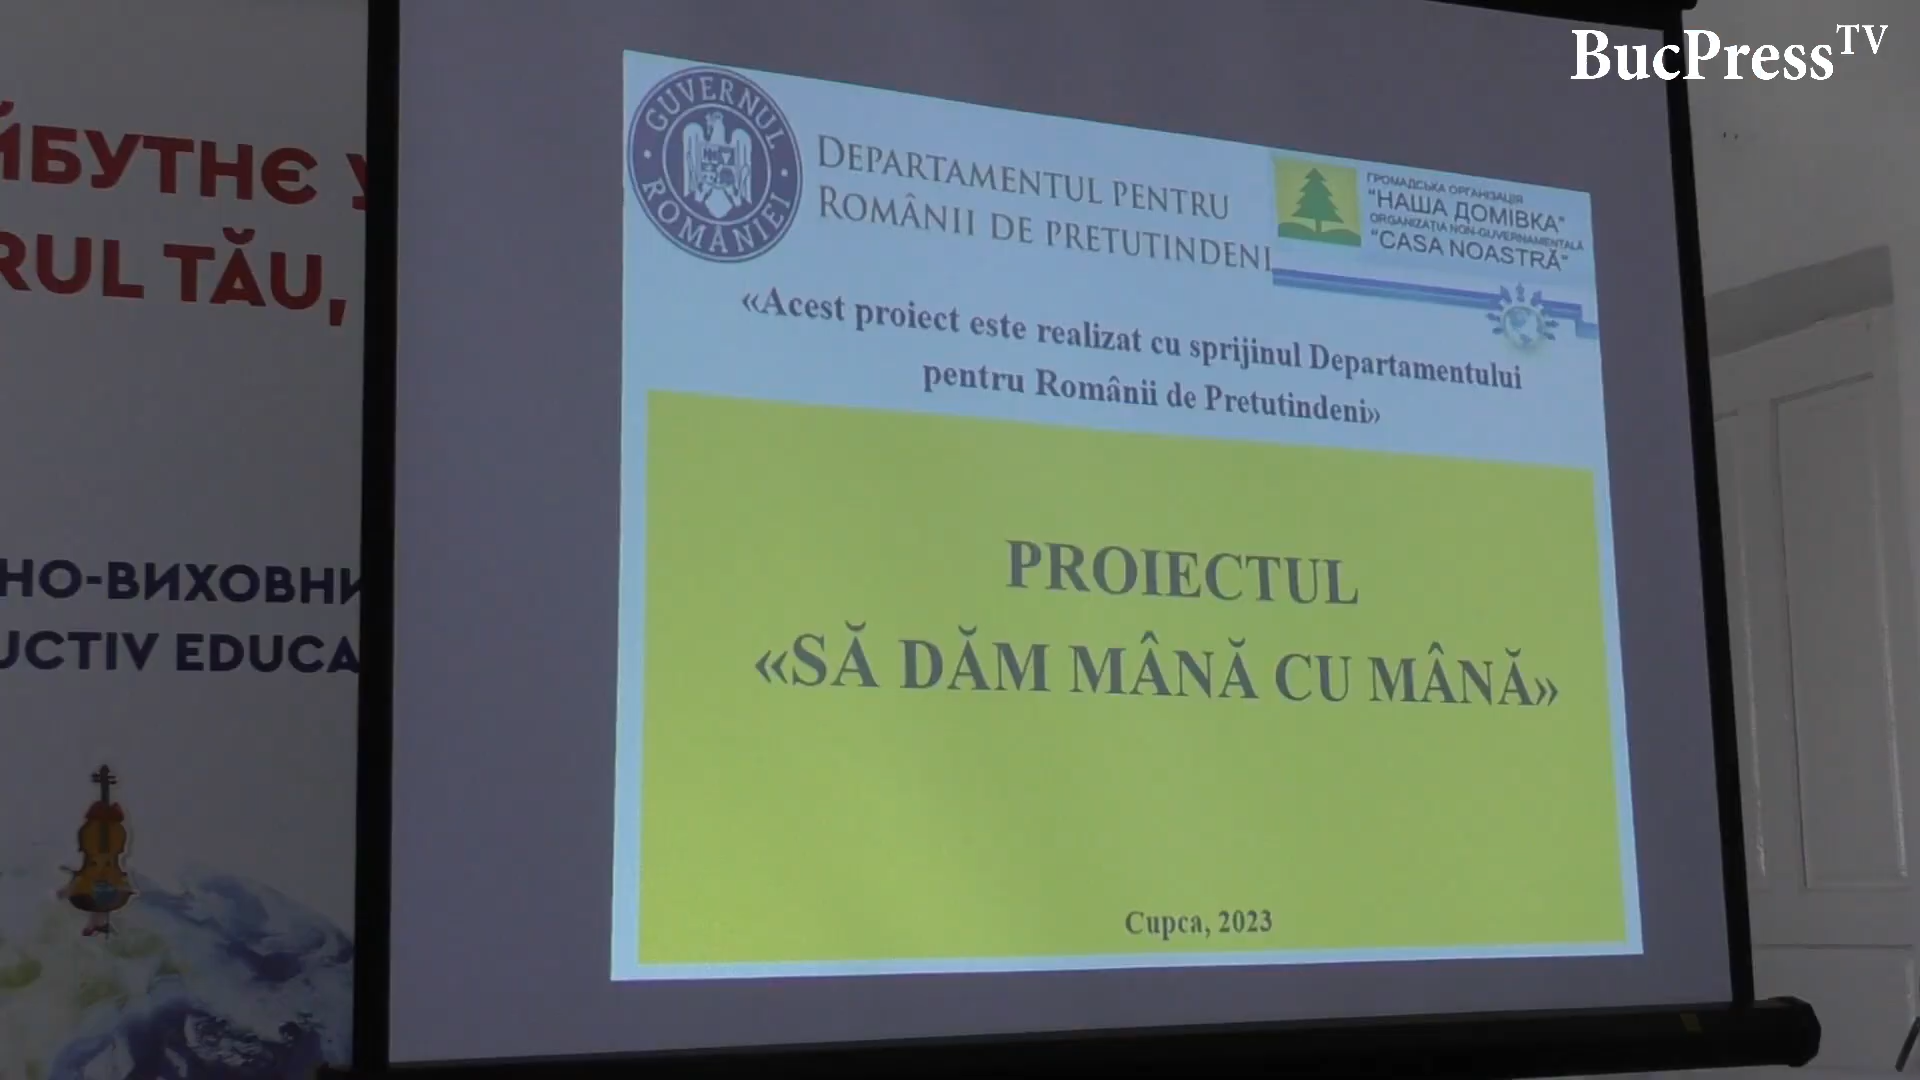 BucPressTV
ЙБУТНЄ У
RUL TĂU,
НО-ВИХОВНИ
UCTIV EDUCA
GUVERNUL ROMÂNIEI
DEPARTAMENTUL PENTRU
ROMÂNII DE PRETUTINDENI
ГРОМАДСЬКА ОРГАНІЗАЦІЯ
"НАША ДОМІВКА"
ORGANIZAȚIA NON-GUVERNAMENTALĂ
"CASA NOASTRĂ"
«Acest proiect este realizat cu sprijinul Departamentului
pentru Românii de Pretutindeni»
PROIECTUL
«SĂ DĂM MÂNĂ CU MÂNĂ»
Cupca, 2023